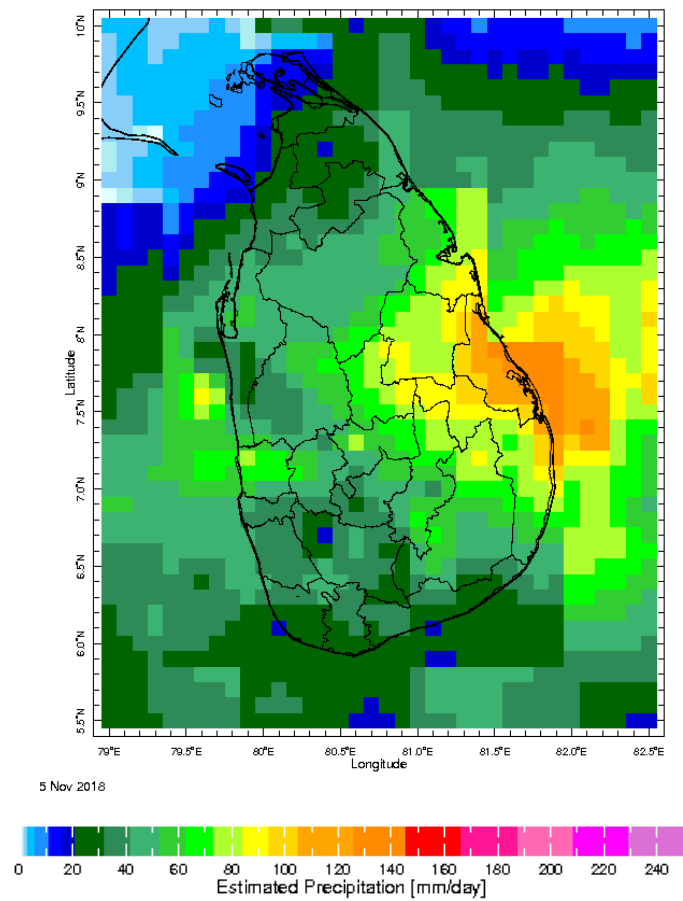 10°N
9.5°N
9°N
8.5°N
8°N
7.5°N
7.0°N
6.5°N
6.0°N
5.5°N
Latitude
79°E 79.5°E 80°E 80.5°E 81.0°E 81.5°E 82.0°E 82.5°E
Longitude
5 Nov 2018
0 20 40 60 80 100 120 140 160 180 200 220 240
Estimated Precipitation [mm/day]